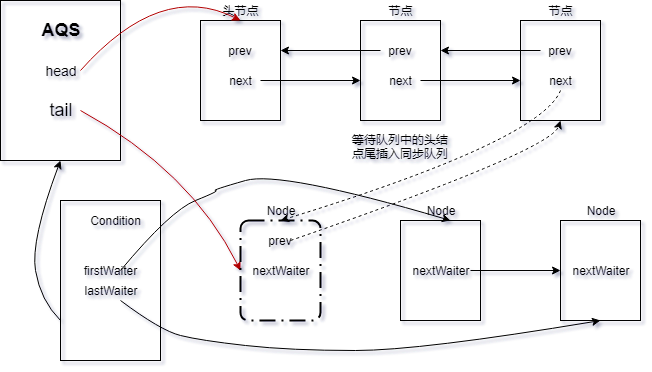 头节点
节点
节点
AQS
head
tail
prev
prev
prev
next
next
next
等待队列中的头结
点尾插入同步队列
Condition
firstWaiter
lastWaiter
Node
prev
nextWaiter
Node
nextWaiter
Node
nextWaiter